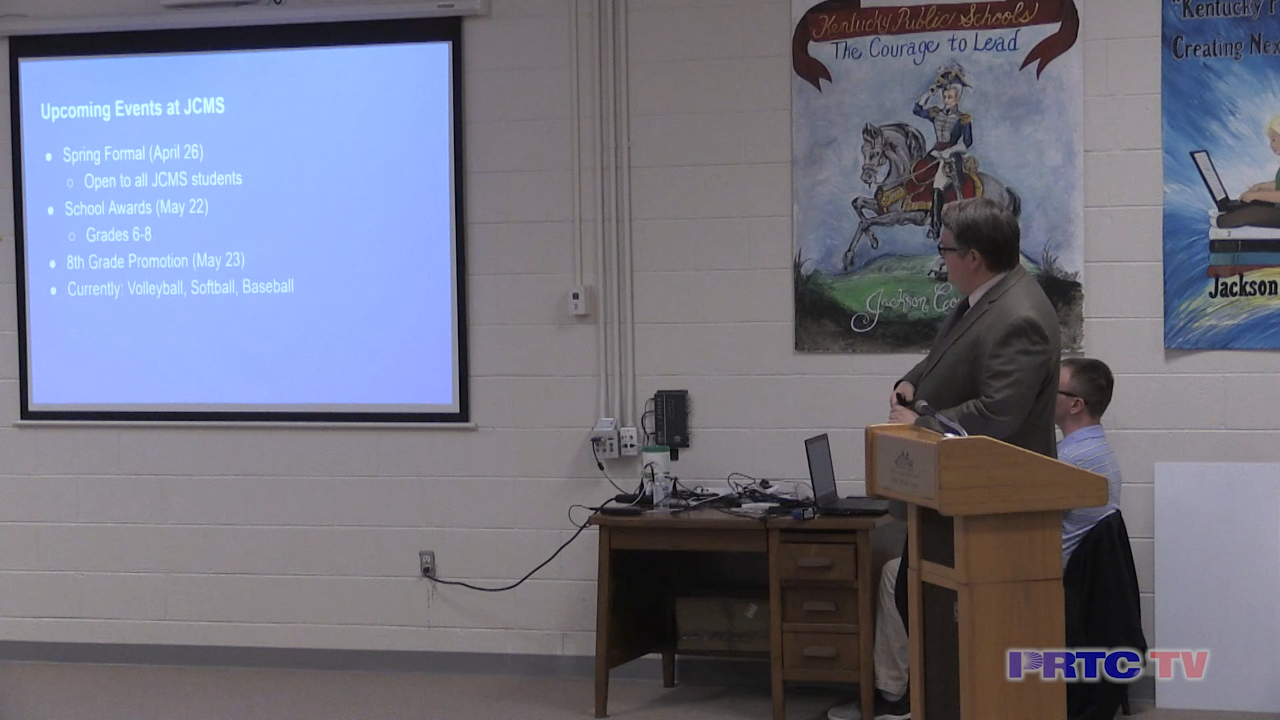 Upcoming Events at JCMS
● Spring Formal (April 26)
○ Open to all JCMS students
● School Awards (May 22)
○ Grades 6-8
● 8th Grade Promotion (May 23)
● Currently: Volleyball, Softball, Baseball
Kentucky Public Schools
The Courage to Lead
Jackson
"Kentucky
Creating
Jackson
PRTC TV